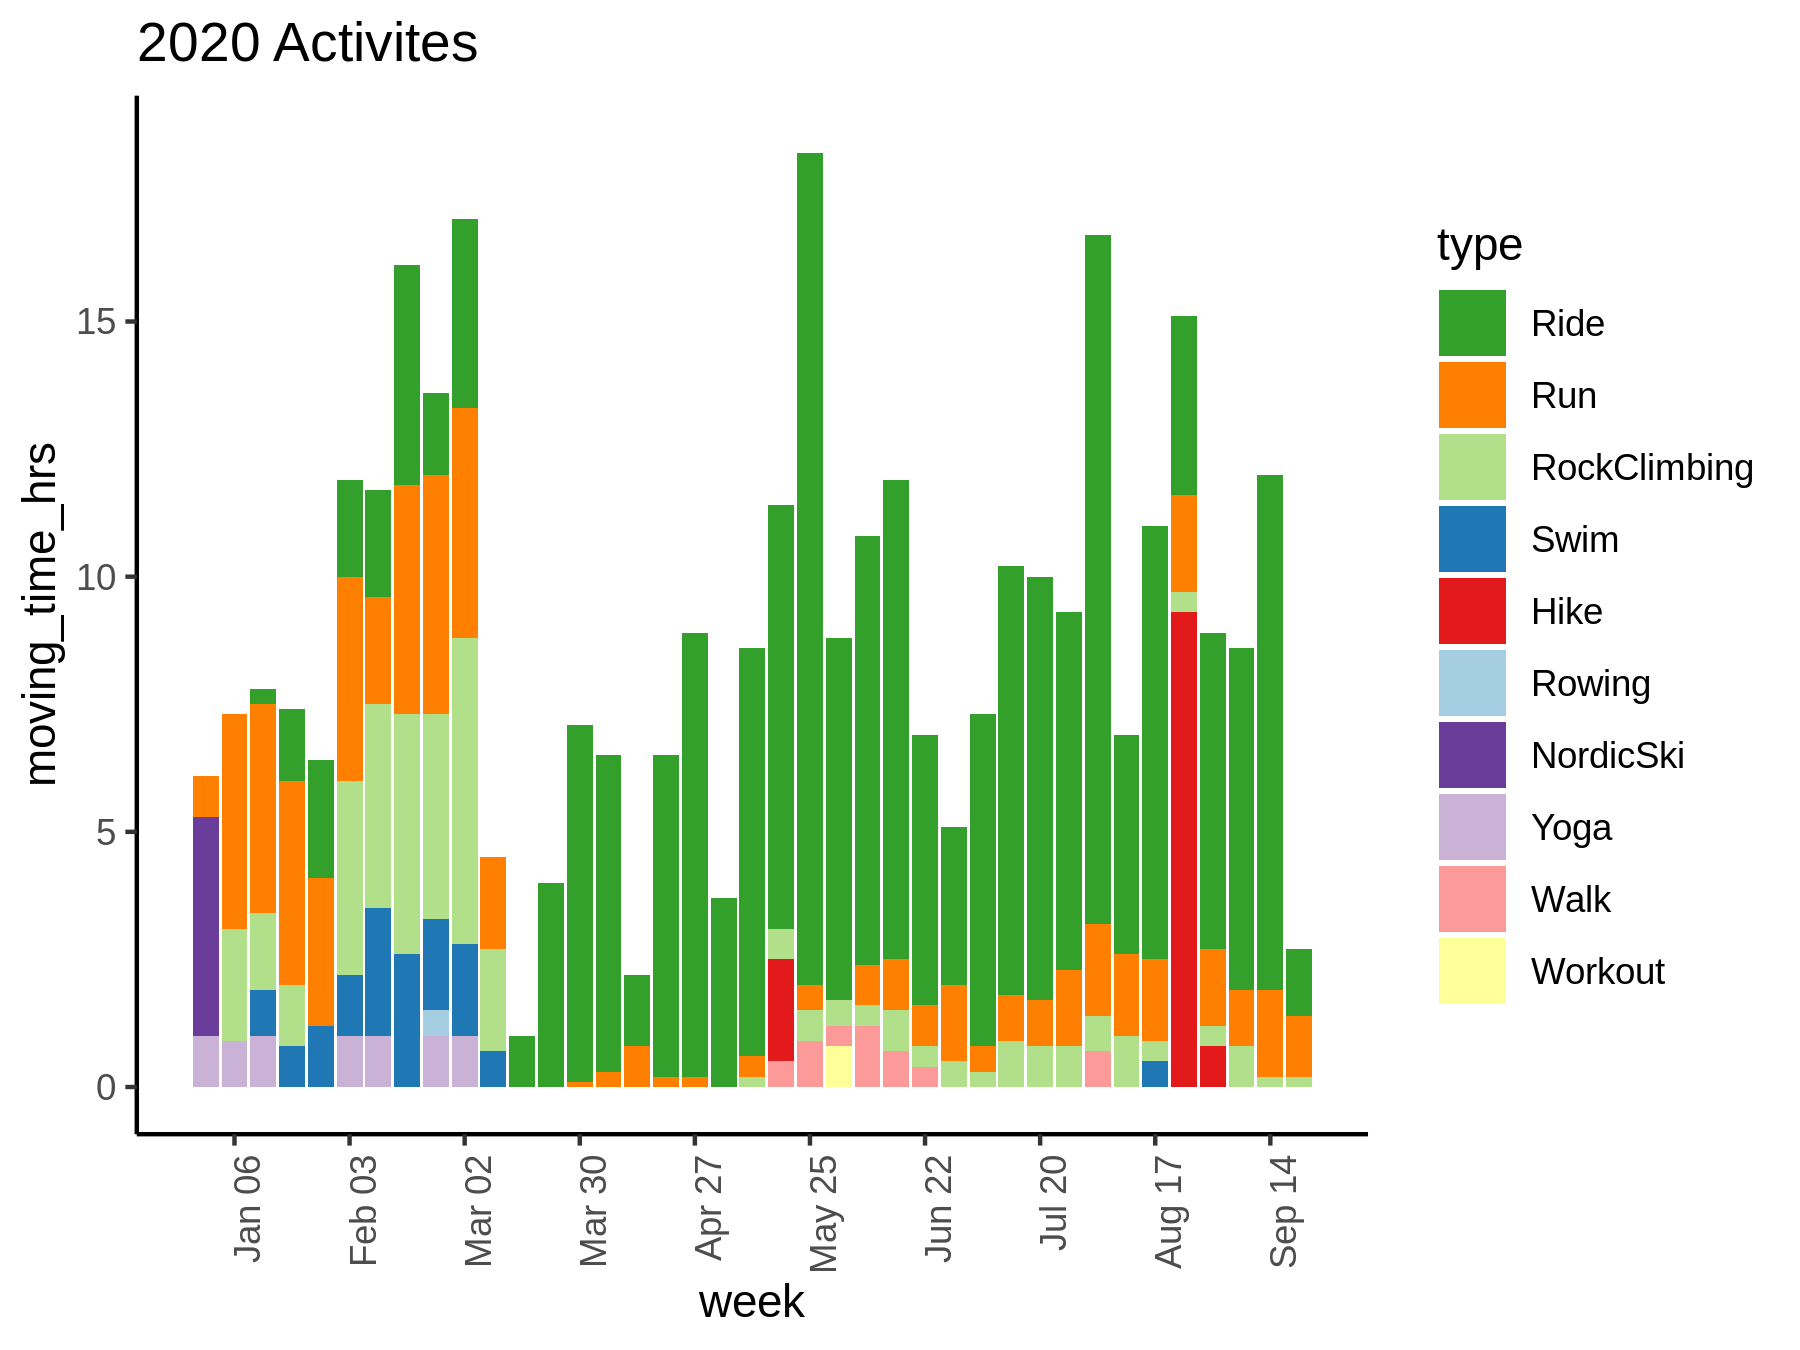 2020 Activites
moving_time_hrs
15
10
5
0
Jan 06
Feb 03
Mar 02
Mar 30
Apr 27
May 25
Jun 22
Jul 20
Aug 17
Sep 14
week
type
Ride
Run
RockClimbing
Swim
Hike
Rowing
NordicSki
Yoga
Walk
Workout